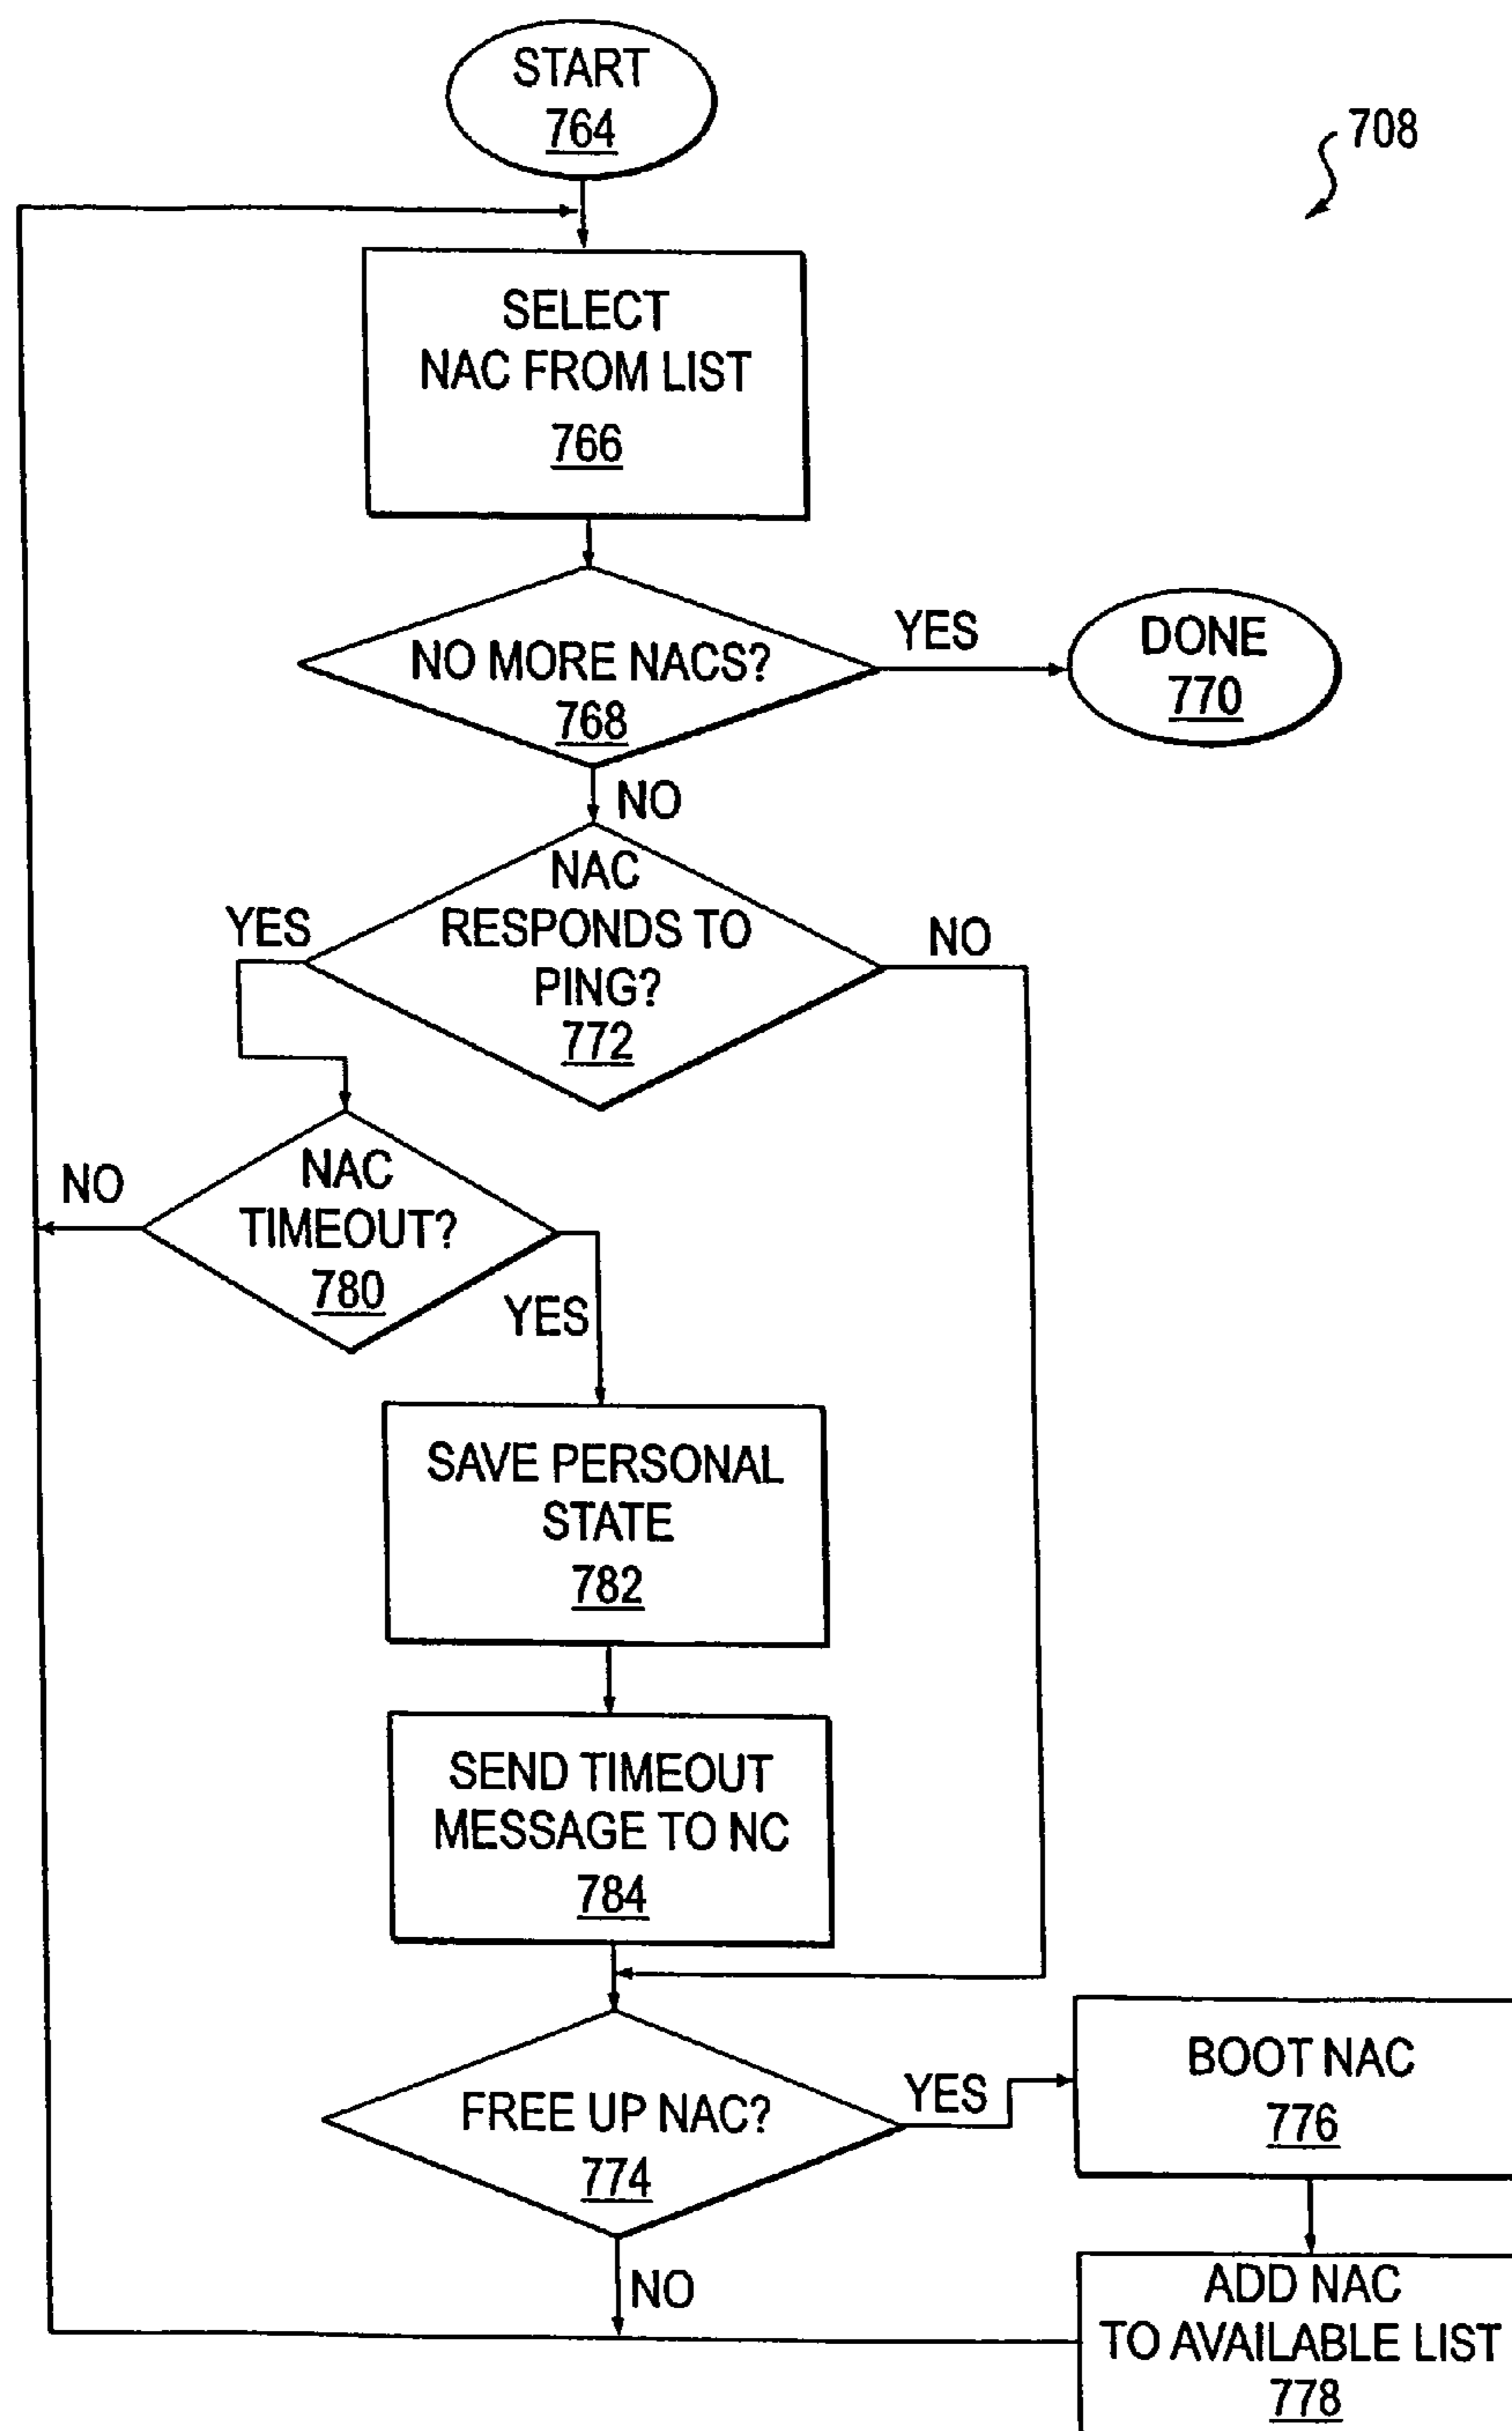 START
764
708
SELECT
NAC FROM LIST
766
NO MORE NACS?
768
YES
DONE
770
NO
NAC
RESPONDS TO
PING?
772
YES
NO
NAC
TIMEOUT?
780
NO
YES
SAVE PERSONAL
STATE
782
SEND TIMEOUT
MESSAGE TO NC
784
FREE UP NAC?
774
YES
BOOT NAC
776
NO
ADD NAC
TO AVAILABLE LIST
778